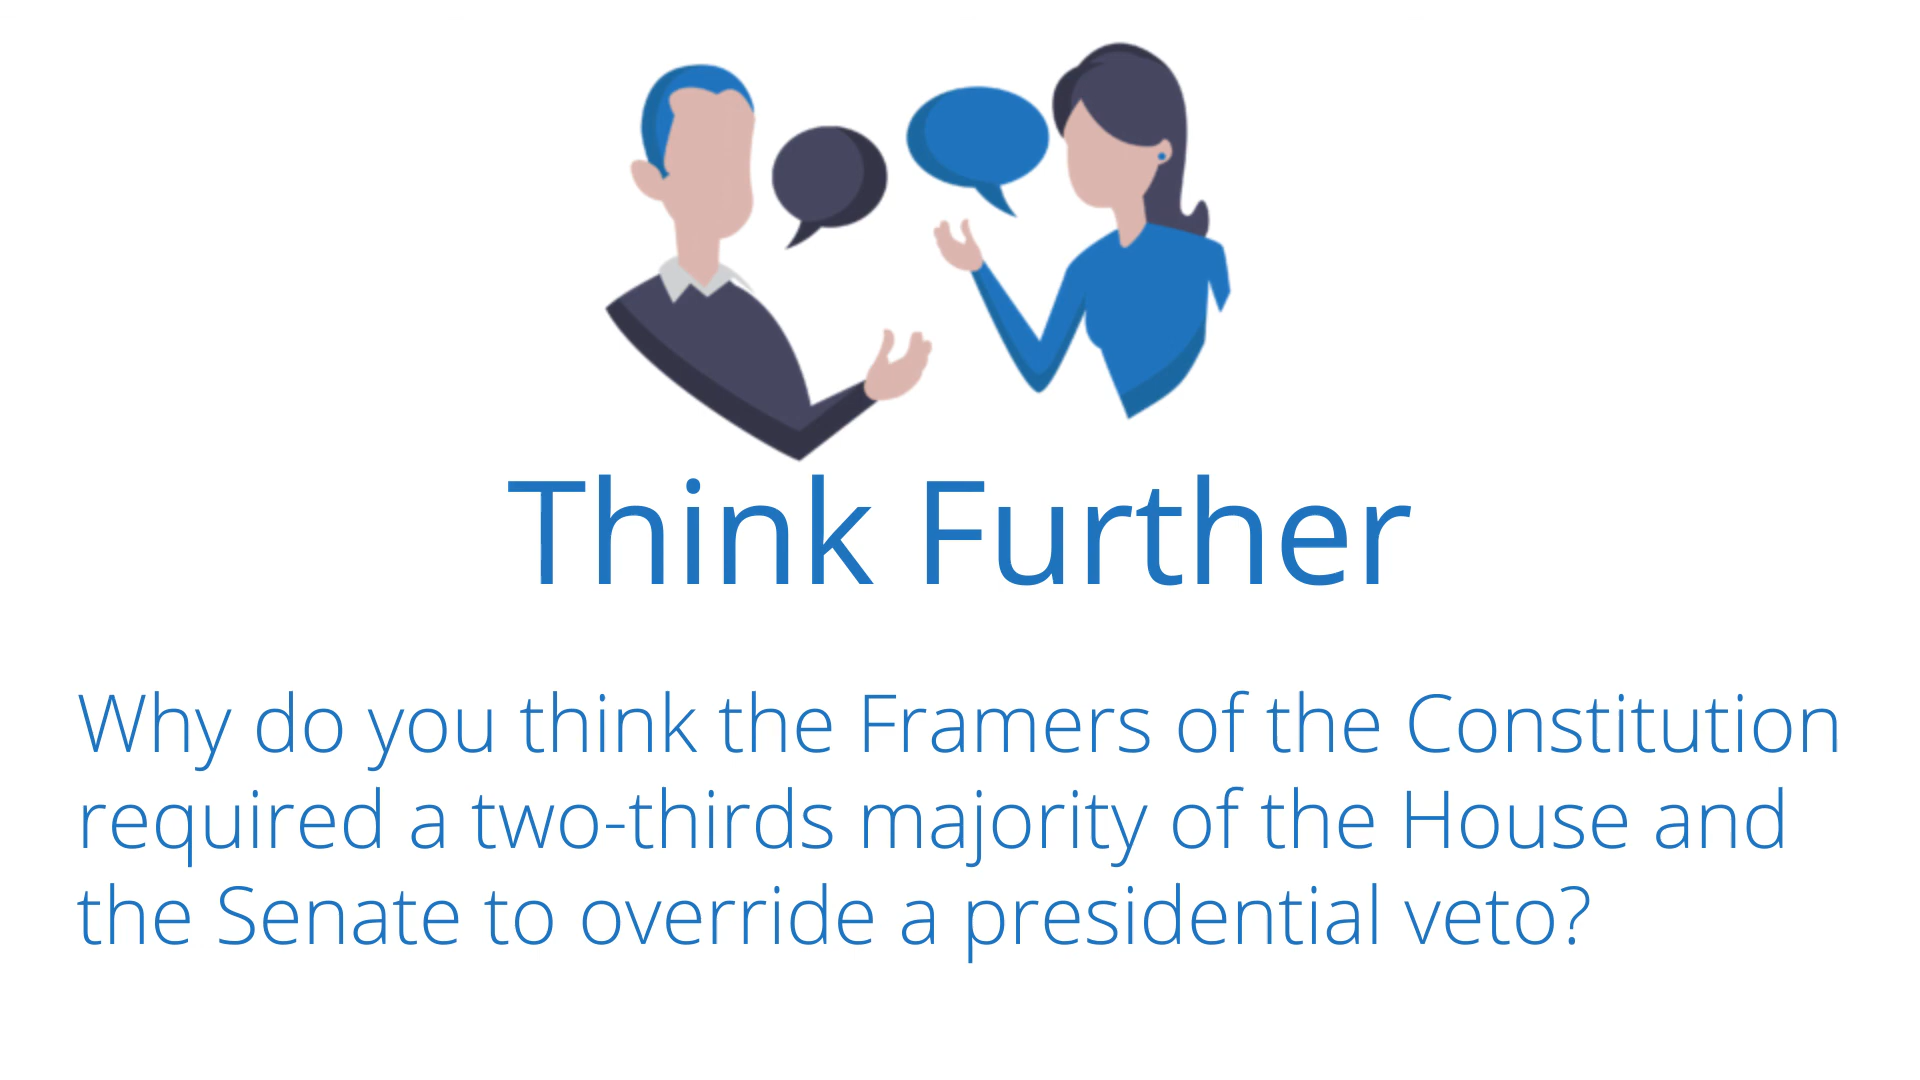 Think Further
Why do you think the Framers of the Constitution
required a two-thirds majority of the House and
the Senate to override a presidential veto?